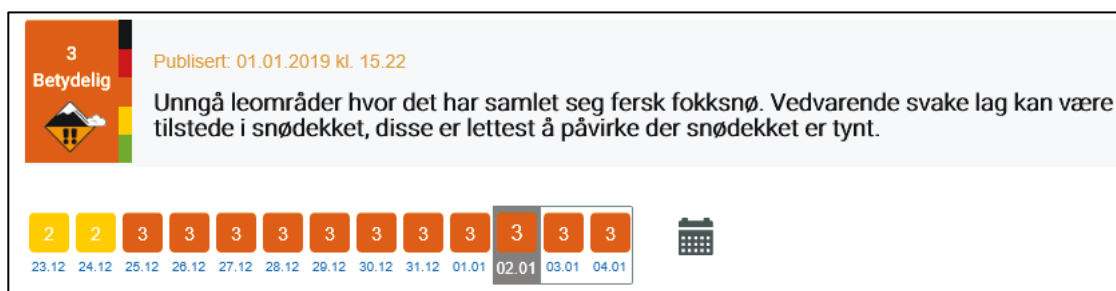 3
Betydelig
Publisert: 01.01.2019 kl. 15.22
Unngå leområder hvor det har samlet seg fersk fokksnø. Vedvarende svake lag kan være
tilstede i snødekket, disse er lettest å påvirke der snødekket er tynt.
2 2 3 3 3 3 3 3 3 3 3 3 3
23.12 24.12 25.12 26.12 27.12 28.12 29.12 30.12 31.12 01.01 02.01 03.01 04.01